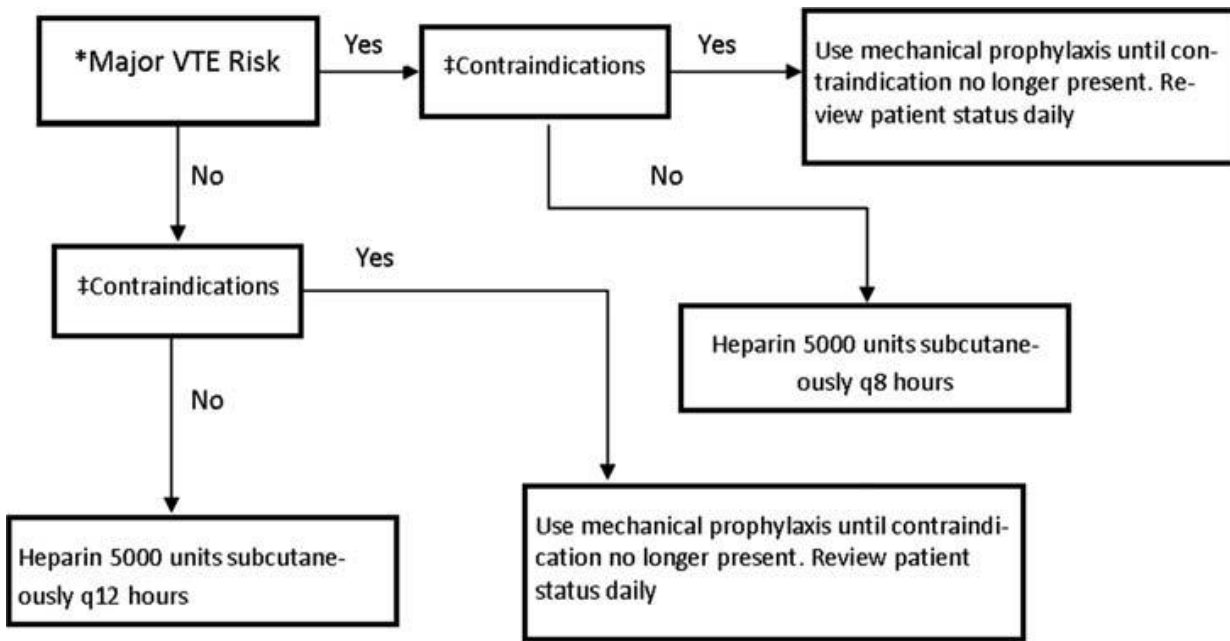 *Major VTE Risk
Yes
‡Contraindications
Yes
Use mechanical prophylaxis until con-
traindication no longer present. Re-
view patient status daily
No
No
‡Contraindications
Yes
Heparin 5000 units subcutane-
ously q8 hours
No
Use mechanical prophylaxis until contraindi-
cation no longer present. Review patient
status daily
Heparin 5000 units subcutane-
ously q12 hours